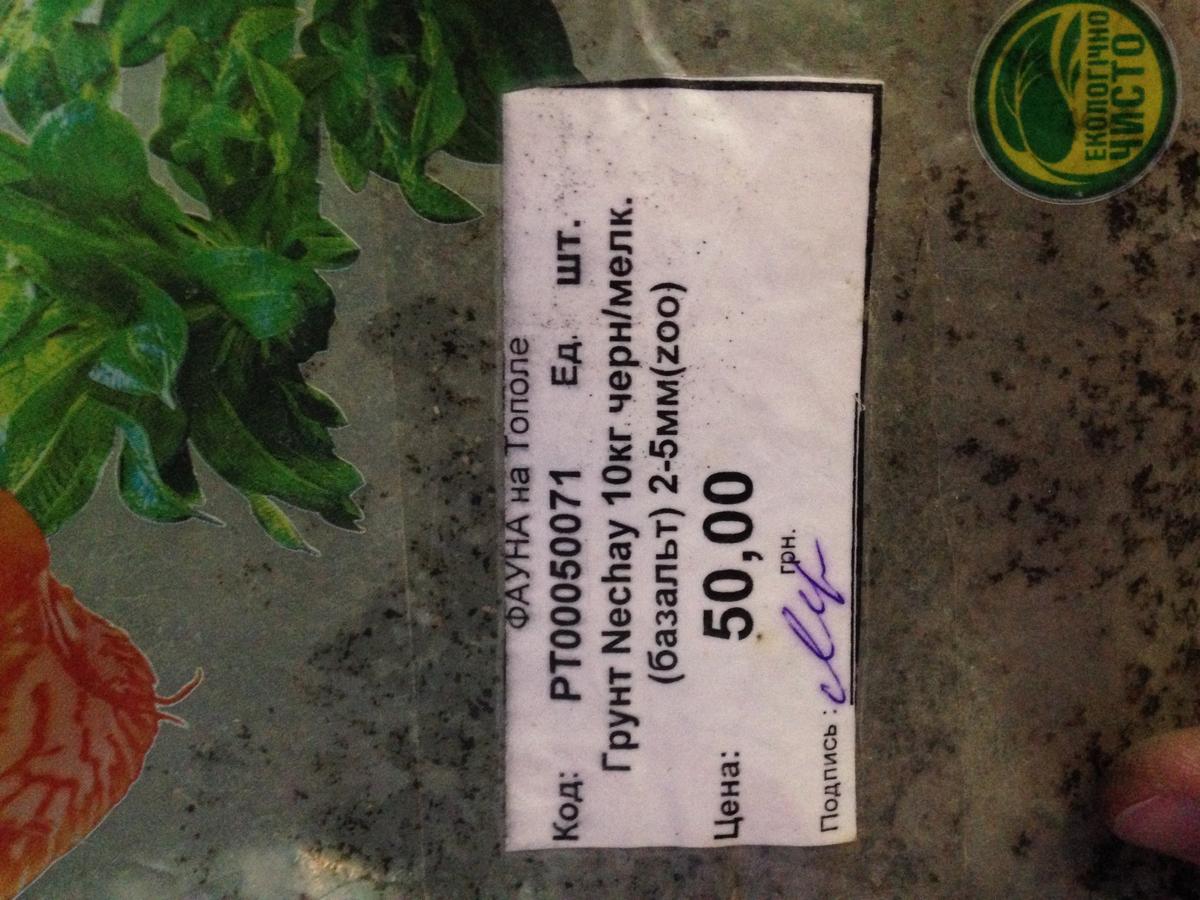 ФАУНА на Тополе
Код: РТ00050071 Ед. шт.
Грунт Nechay 10кг черн/мелк.
(базальт) 2-5мм(zoo)
Цена: 50,00
грн.
Подпись :
ЕКОЛОГІЧНО
ЧИСТО